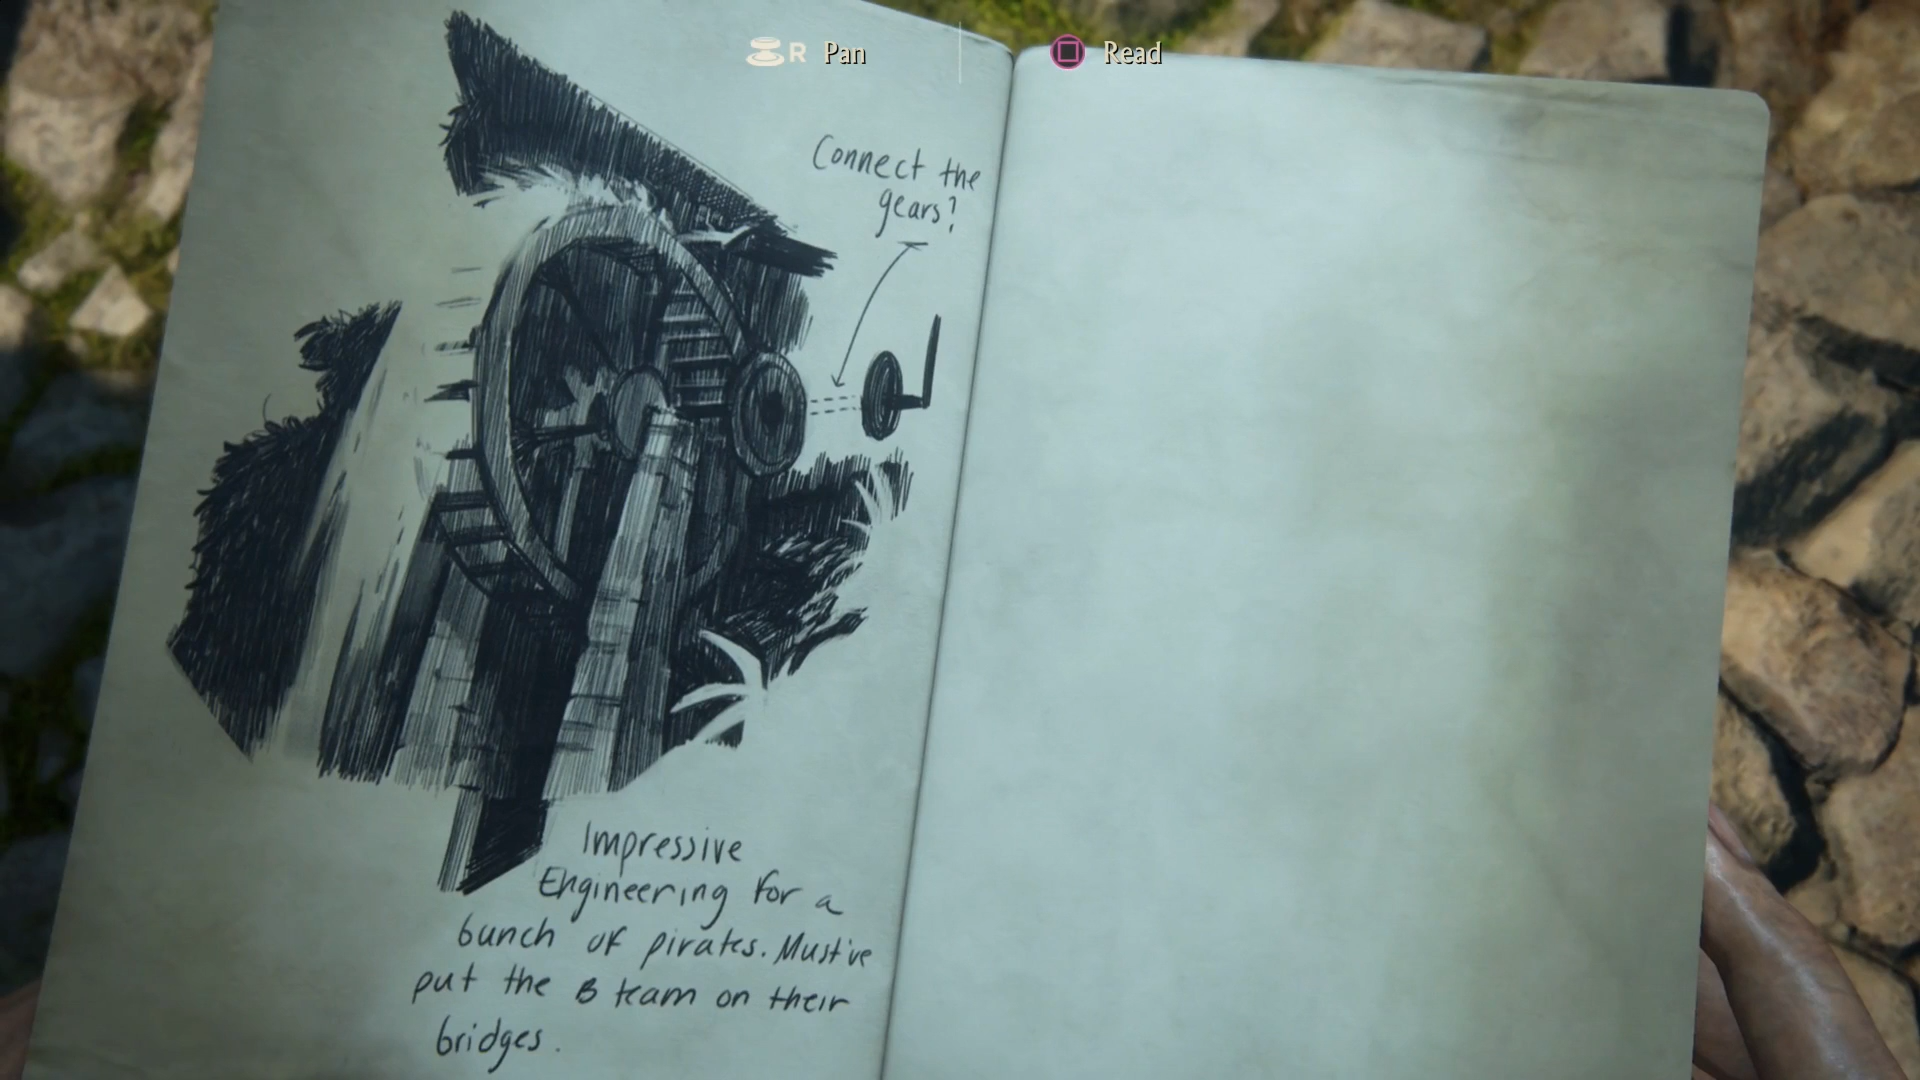 R Pan
Read
Connect the
gears?
Impressive
Engineering for a
bunch of pirates. Must've
put the B team on their
bridges.